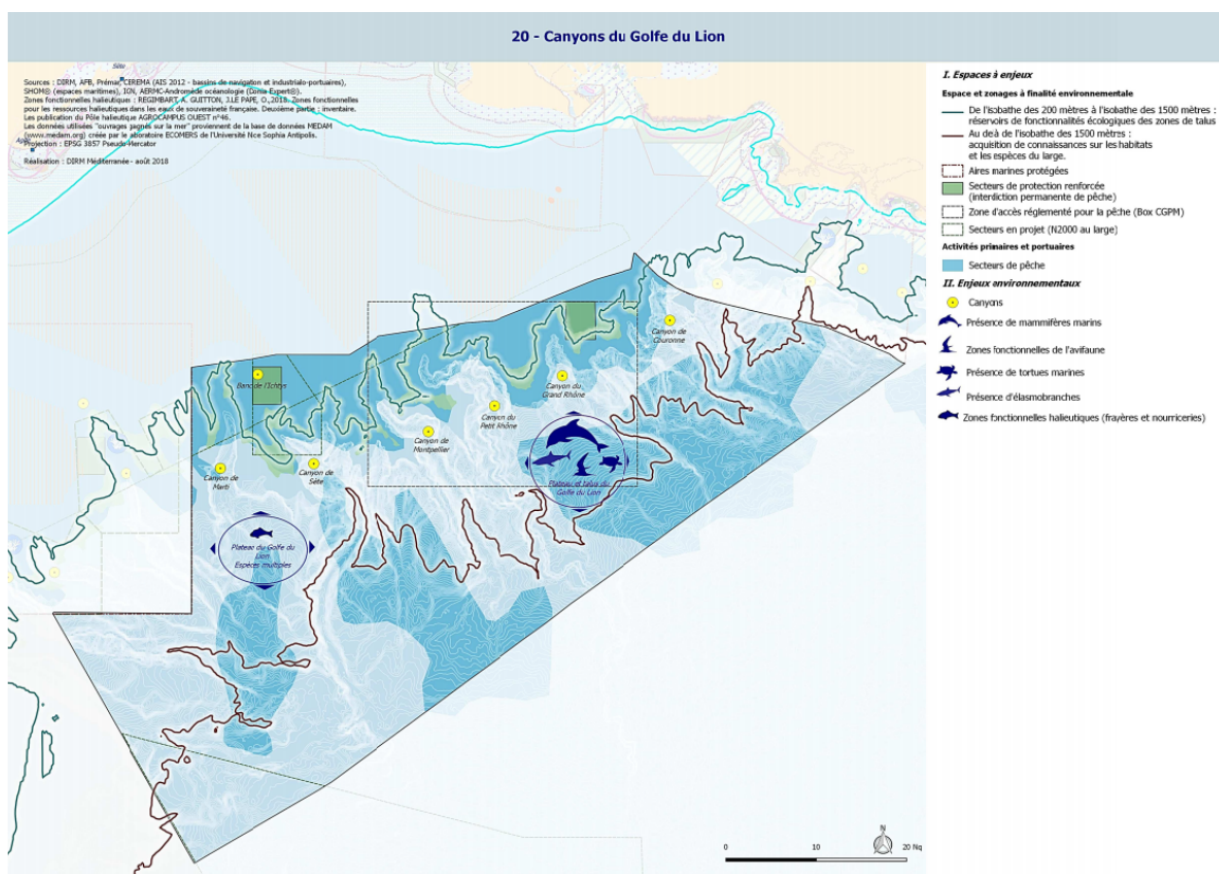 20 - Canyons du Golfe du Lion
Sources : DIRM, AFB, Prémar, CEREMA (AIS 2012 - bassins de navigation et industrialo-portuaires),
SHOM® (espaces maritimes), IGN, AERMC-Andromède océanologie (Donia Expert®).
Zones fonctionnelles halieutiques : REGIMBART, A. GUITTON, J.LE PAPE, O.,2018. Zones fonctionnelles
pour les ressources halieutiques dans les eaux de souveraineté française. Deuxième partie : inventaire.
Les publication du Pôle halieutique AGROCAMPUS OUEST n°46.
Les données utilisées "ouvrages gagnés sur la mer" proviennent de la base de données MEDAM
(www.medam.org) créée par le laboratoire ECOMERS de l'Université Nice Sophia Antipolis.
Projection : EPSG 3857 Pseudo-Mercator
Réalisation : DIRM Méditerranée - août 2018
Sète
Banc de l'Ichtys
Canyon de
Marti
Canyon de
Sète
Canyon de
Montpellier
Canyon du
Petit Rhône
Canyon du
Grand Rhône
Canyon de
Couronne
Plateau du Golfe du
Lion
Espèces multiples
Plateau et talus du
Golfe du Lion
I. Espaces à enjeux
Espace et zonages à finalité environnementale
De l'isobathe des 200 mètres à l'isobathe des 1500 mètres :
réservoirs de fonctionnalités écologiques des zones de talus
Au delà de l'isobathe des 1500 mètres :
acquisition de connaissances sur les habitats
et les espèces du large.
Aires marines protégées
Secteurs de protection renforcée
(interdiction permanente de pêche)
Zone d'accès réglementé pour la pêche (Box CGPM)
Secteurs en projet (N2000 au large)
Activités primaires et portuaires
Secteurs de pêche
II. Enjeux environnementaux
Canyons
Présence de mammifères marins
Zones fonctionnelles de l'avifaune
Présence de tortues marines
Présence d'élasmobranches
Zones fonctionnelles halieutiques (frayères et nourriceries)
N
0 10 20 Nq